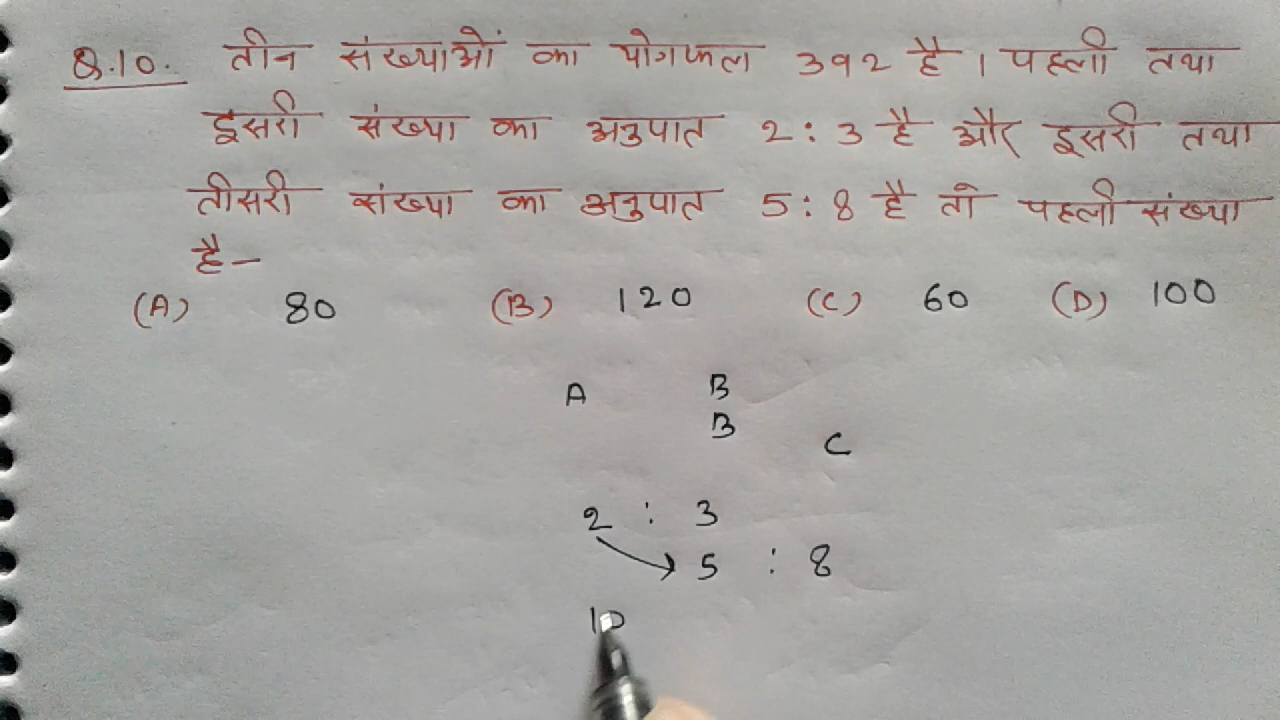 Q.10. तीन संख्याओं का योगफल 392 है। पहली तथा
दूसरी संख्या का अनुपात 2 : 3 है और दूसरी तथा
तीसरी संख्या का अनुपात 5 : 8 है तो पहली संख्या
है-
(A) 80 (B) 120 (C) 60 (D) 100
A B
B C
2 : 3
5 : 8
10